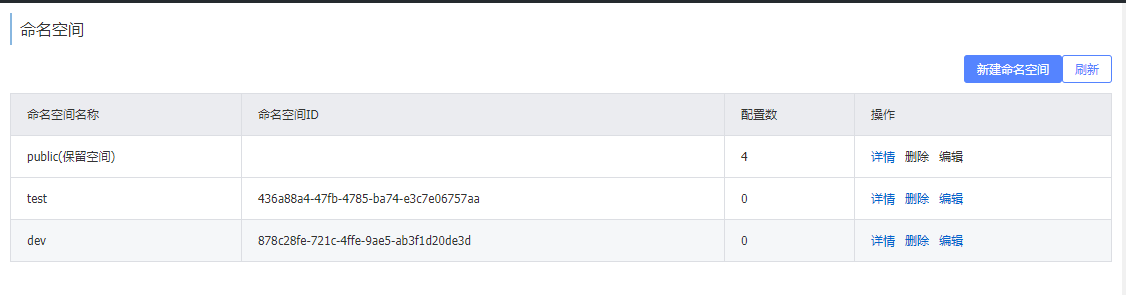 命名空间
新建命名空间 刷新
命名空间名称 命名空间ID 配置数 操作
public(保留空间) 4 详情 删除 编辑
test 436a88a4-47fb-4785-ba74-e3c7e06757aa 0 详情 删除 编辑
dev 878c28fe-721c-4ffe-9ae5-ab3f1d20de3d 0 详情 删除 编辑